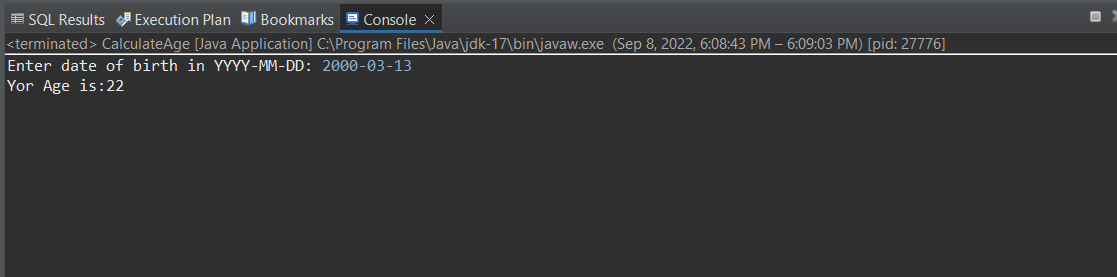 SQL Results Execution Plan Bookmarks Console
<terminated> CalculateAge [Java Application] C:\Program Files\Java\jdk-17\bin\javaw.exe (Sep 8, 2022, 6:08:43 PM – 6:09:03 PM) [pid: 27776]
Enter date of birth in YYYY-MM-DD: 2000-03-13
Yor Age is:22